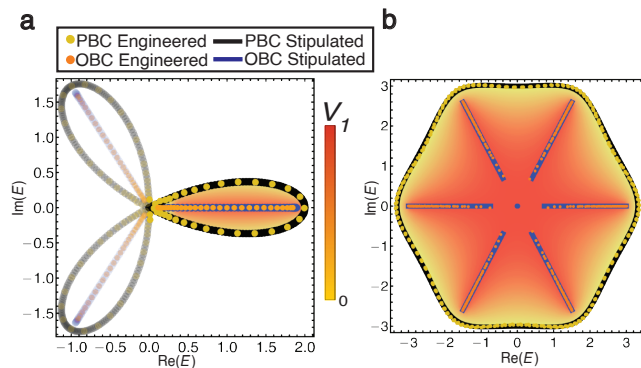 a
PBC Engineered PBC Stipulated
OBC Engineered OBC Stipulated
b
V1
0
Im(E)
1.5
1.0
0.5
0.0
−0.5
−1.0
−1.5
−1.0 −0.5 0.0 0.5 1.0 1.5 2.0
Re(E)
Im(E)
3
2
1
0
−1
−2
−3
−3 −2 −1 0 1 2 3
Re(E)